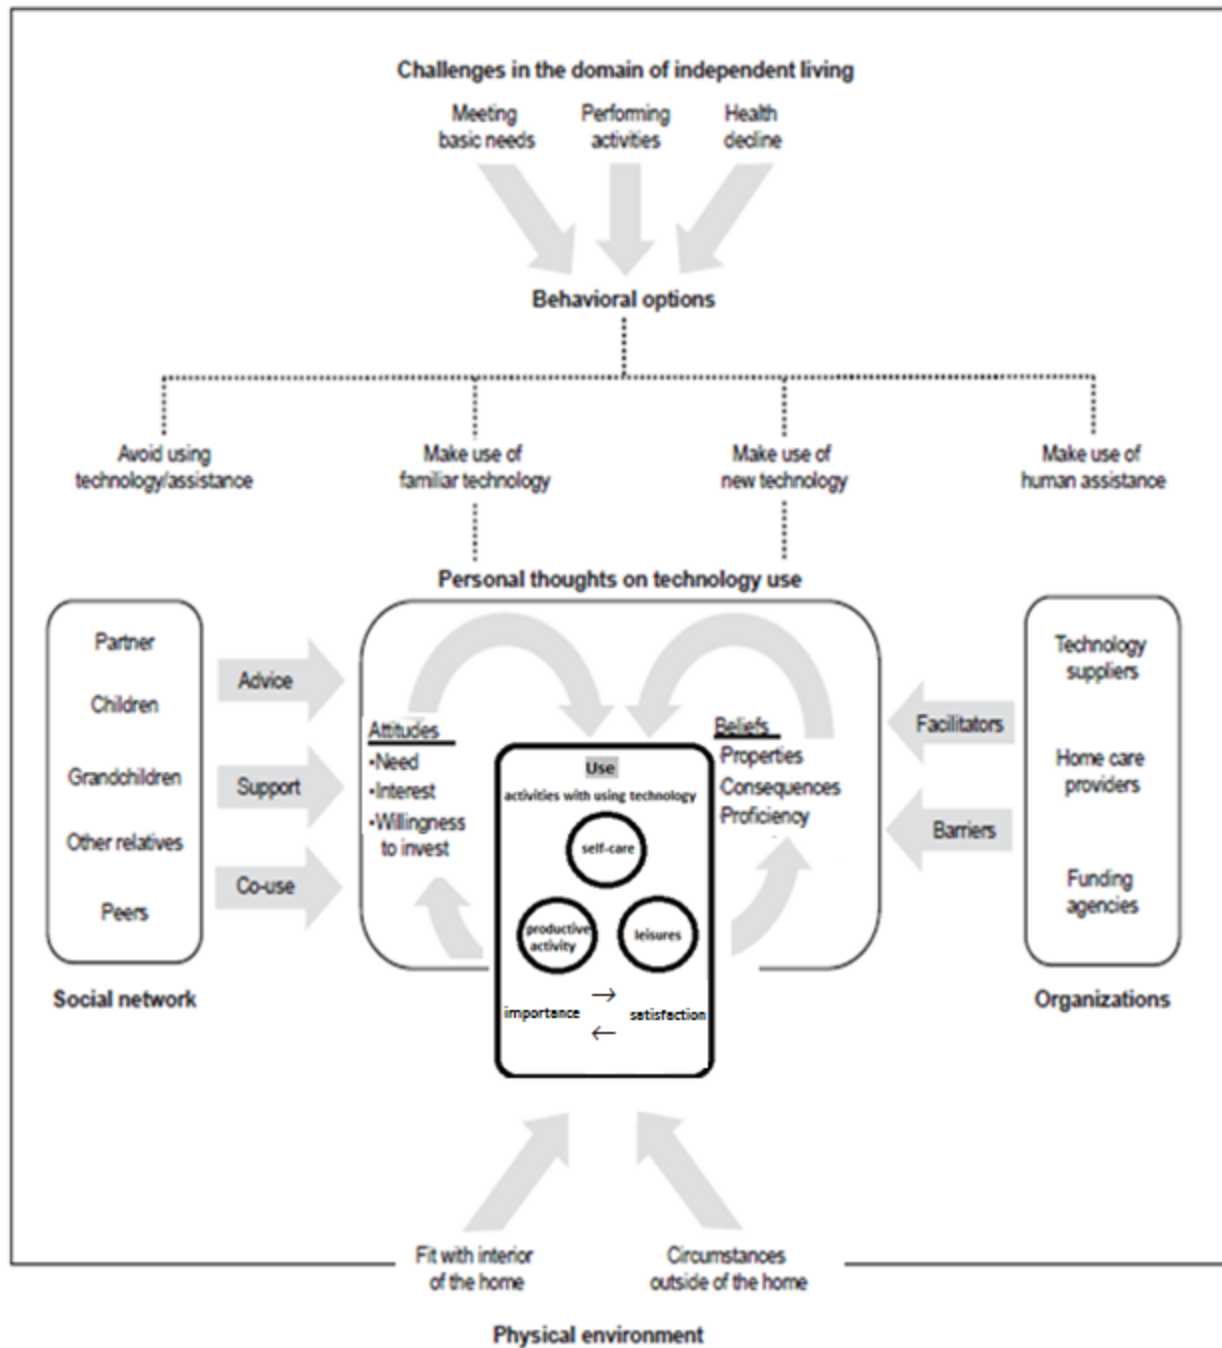 Challenges in the domain of independent living
Meeting
basic needs
Performing
activities
Health
decline
Behavioral options
Avoid using
technology/assistance
Make use of
familiar technology
Make use of
new technology
Make use of
human assistance
Personal thoughts on technology use
Partner
Children
Grandchildren
Other relatives
Peers
Social network
Advice
Support
Co-use
Attitudes
•Need
•Interest
•Willingness
to invest
Use
activities with using technology
self-care
productive
activity
leisures
importance → satisfaction
←
Beliefs
Properties
Consequences
Proficiency
Facilitators
Barriers
Technology
suppliers
Home care
providers
Funding
agencies
Organizations
Fit with interior
of the home
Circumstances
outside of the home
Physical environment